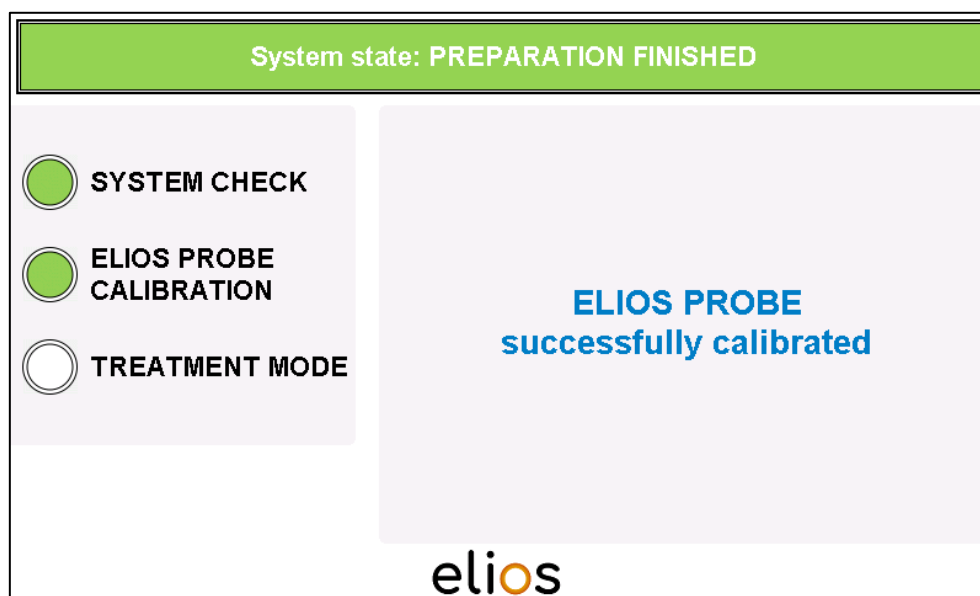 System state: PREPARATION FINISHED
SYSTEM CHECK
ELIOS PROBE
CALIBRATION
TREATMENT MODE
ELIOS PROBE
successfully calibrated
elios